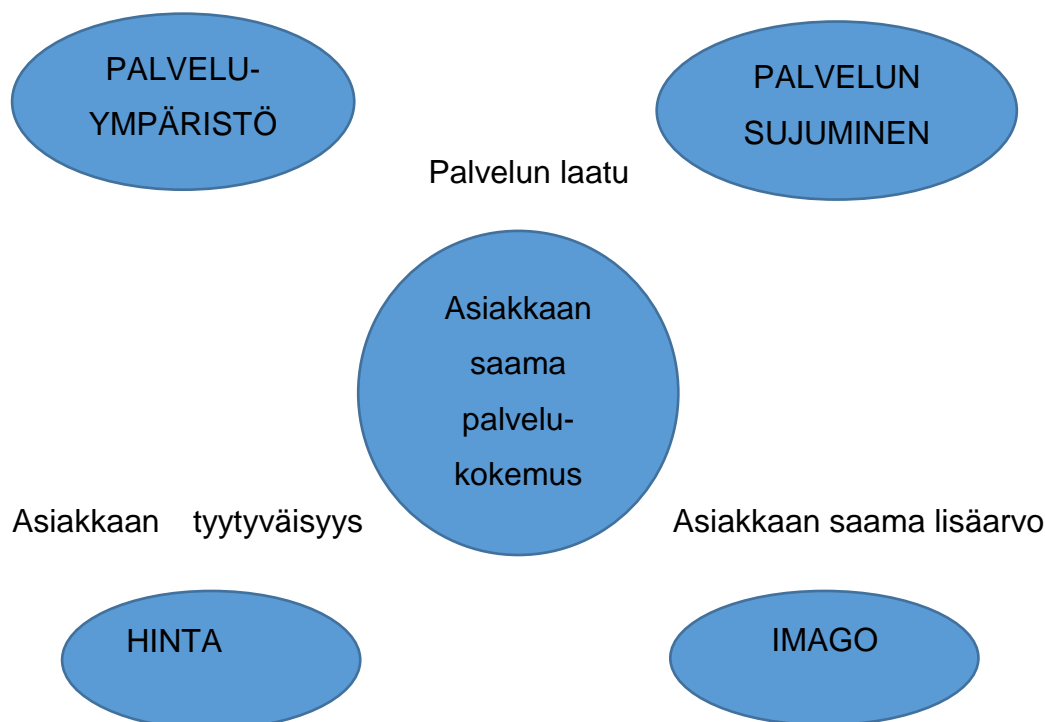 PALVELU-
YMPÄRISTÖ
PALVELUN
SUJUMINEN
Palvelun laatu
Asiakkaan
saama
palvelu-
kokemus
Asiakkaan tyytyväisyys
Asiakkaan saama lisäarvo
HINTA
IMAGO